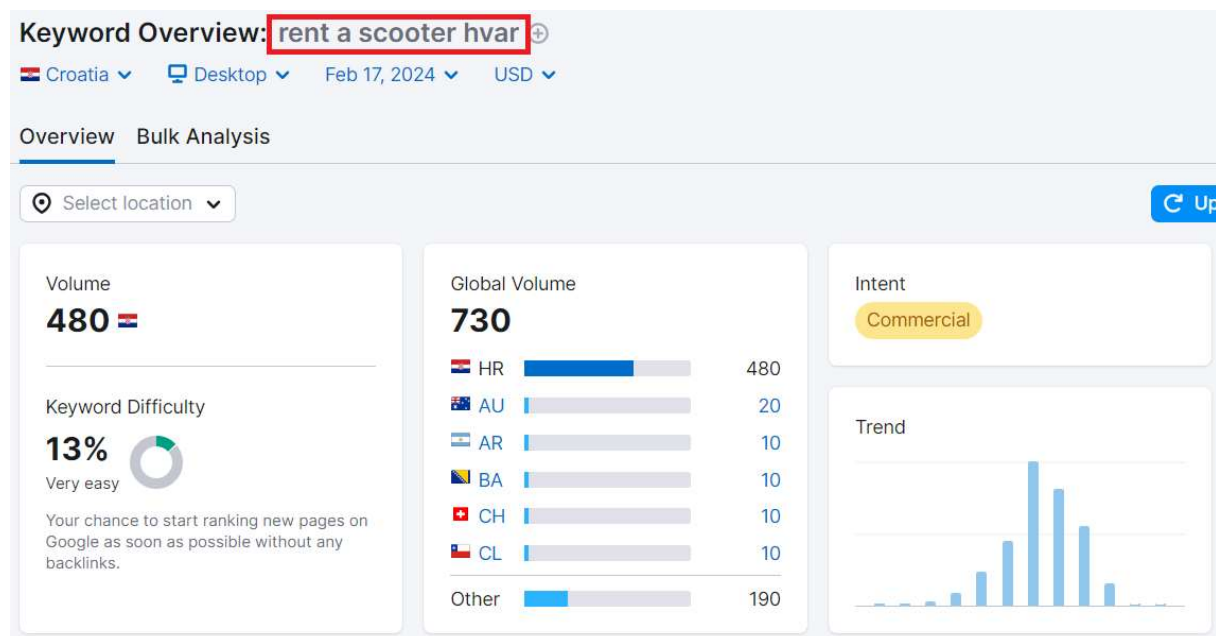 Keyword Overview: rent a scooter hvar
Croatia Desktop Feb 17, 2024 USD
Overview Bulk Analysis
Select location
Up
Volume
480
Keyword Difficulty
13%
Very easy
Your chance to start ranking new pages on
Google as soon as possible without any
backlinks.
Global Volume
730
HR 480
AU 20
AR 10
BA 10
CH 10
CL 10
Other 190
Intent
Commercial
Trend